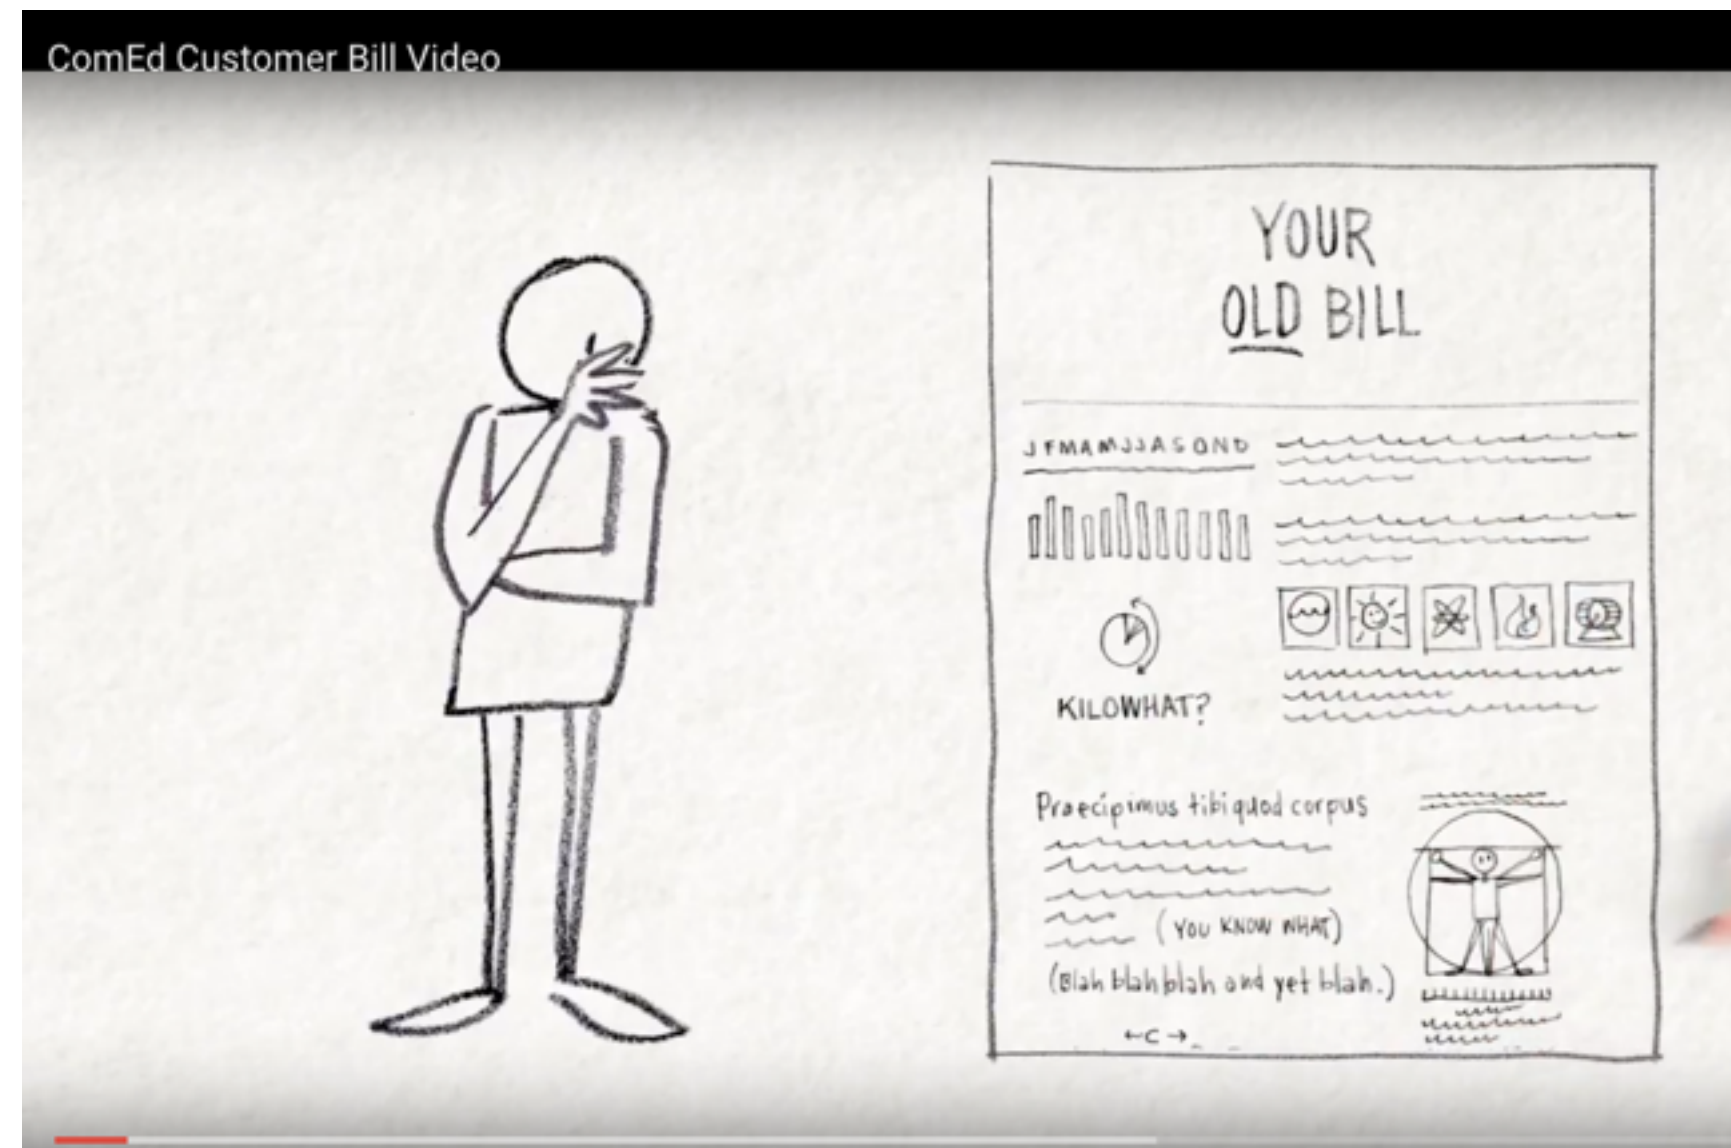 ComEd Customer Bill Video
YOUR
OLD BILL
JFMAMJJASOND
KILOWHAT?
Praecipimus tibi quod corpus
(YOU KNOW WHAT)
(Blah blah blah and yet blah.)
←C→